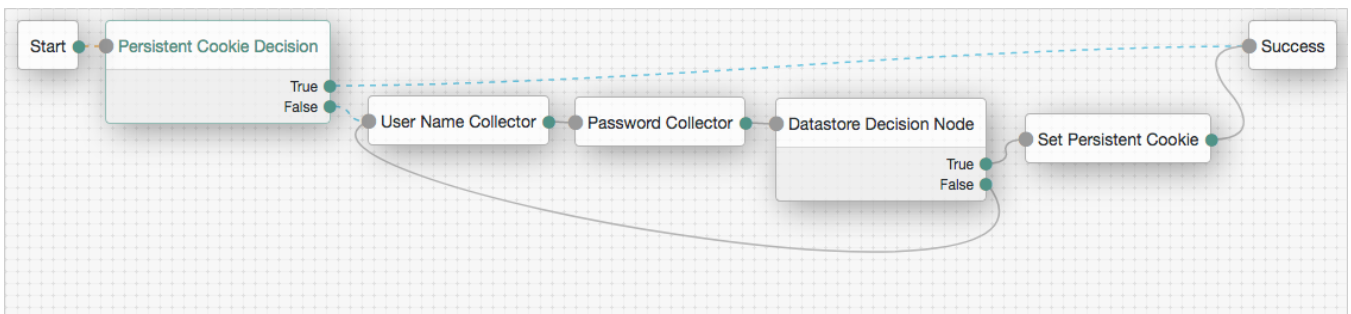 Start
Persistent Cookie Decision
True
False
User Name Collector
Password Collector
Datastore Decision Node
True
False
Set Persistent Cookie
Success